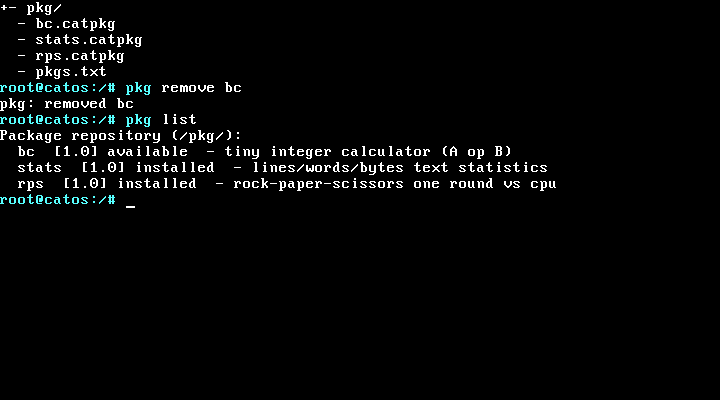 +- pkg/
  - bc.catpkg
  - stats.catpkg
  - rps.catpkg
  - pkgs.txt
root@catos:/# pkg remove bc
pkg: removed bc
root@catos:/# pkg list
Package repository (/pkg/):
  bc  [1.0] available  - tiny integer calculator (A op B)
  stats  [1.0] installed  - lines/words/bytes text statistics
  rps  [1.0] installed  - rock-paper-scissors one round vs cpu
root@catos:/# _